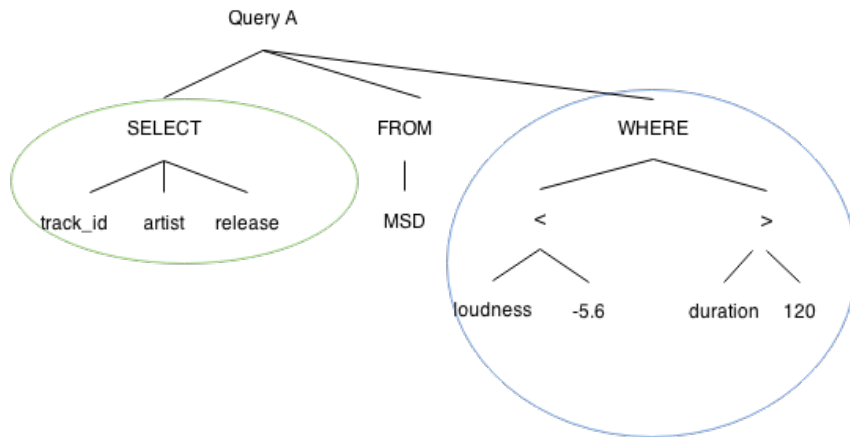 Query A
SELECT FROM WHERE
track_id artist release MSD < >
loudness -5.6 duration 120